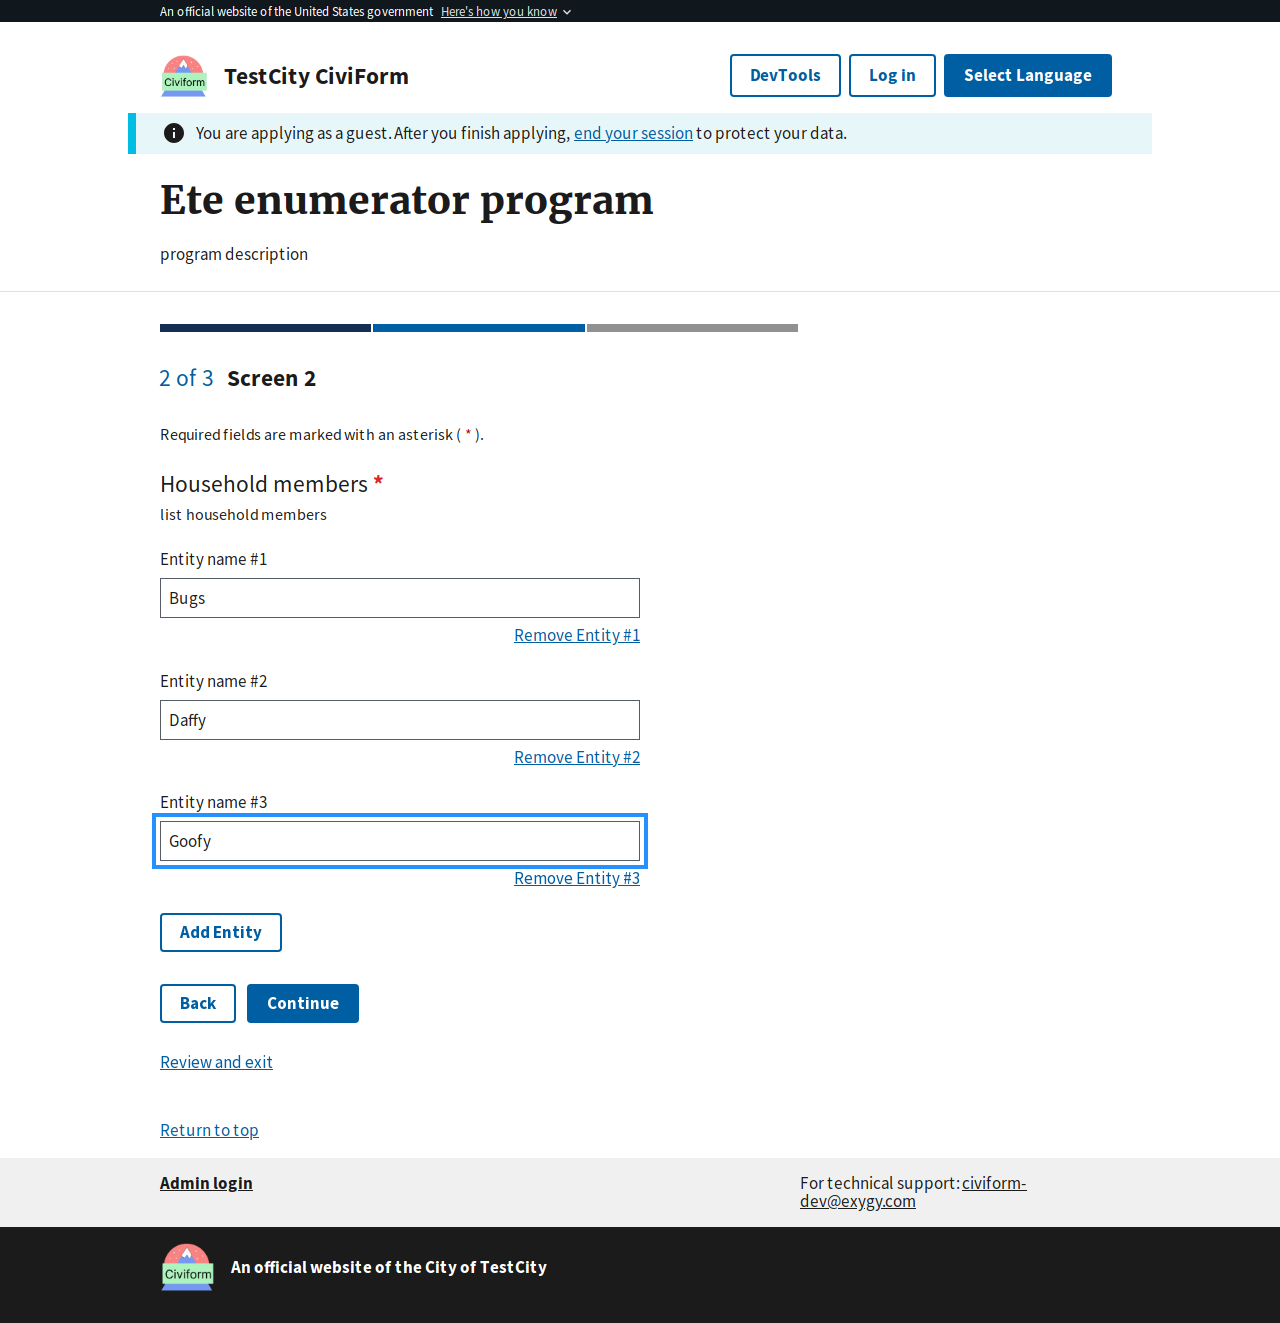 An official website of the United States government Here's how you know
Civiform
TestCity CiviForm
DevTools
Log in
Select Language
You are applying as a guest. After you finish applying, end your session to protect your data.
Ete enumerator program
program description
2 of 3 Screen 2
Required fields are marked with an asterisk ( * ).
Household members *
list household members
Entity name #1
Bugs
Remove Entity #1
Entity name #2
Daffy
Remove Entity #2
Entity name #3
Goofy
Remove Entity #3
Add Entity
Back
Continue
Review and exit
Return to top
Admin login
For technical support: civiform-
dev@exygy.com
Civiform
An official website of the City of TestCity